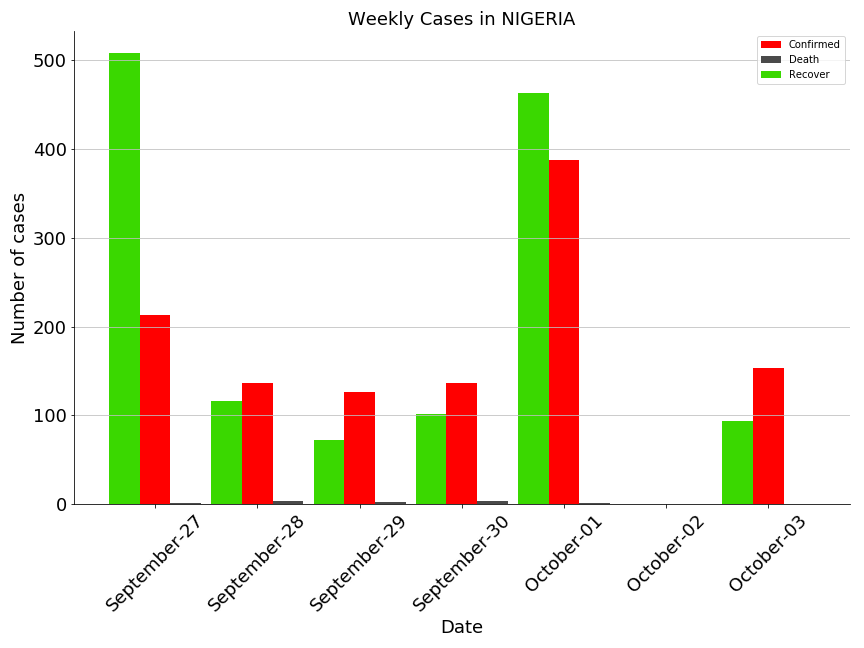 Weekly Cases in NIGERIA
Confirmed
Death
Recover
Number of cases
500
400
300
200
100
0
September-27
September-28
September-29
September-30
October-01
October-02
October-03
Date